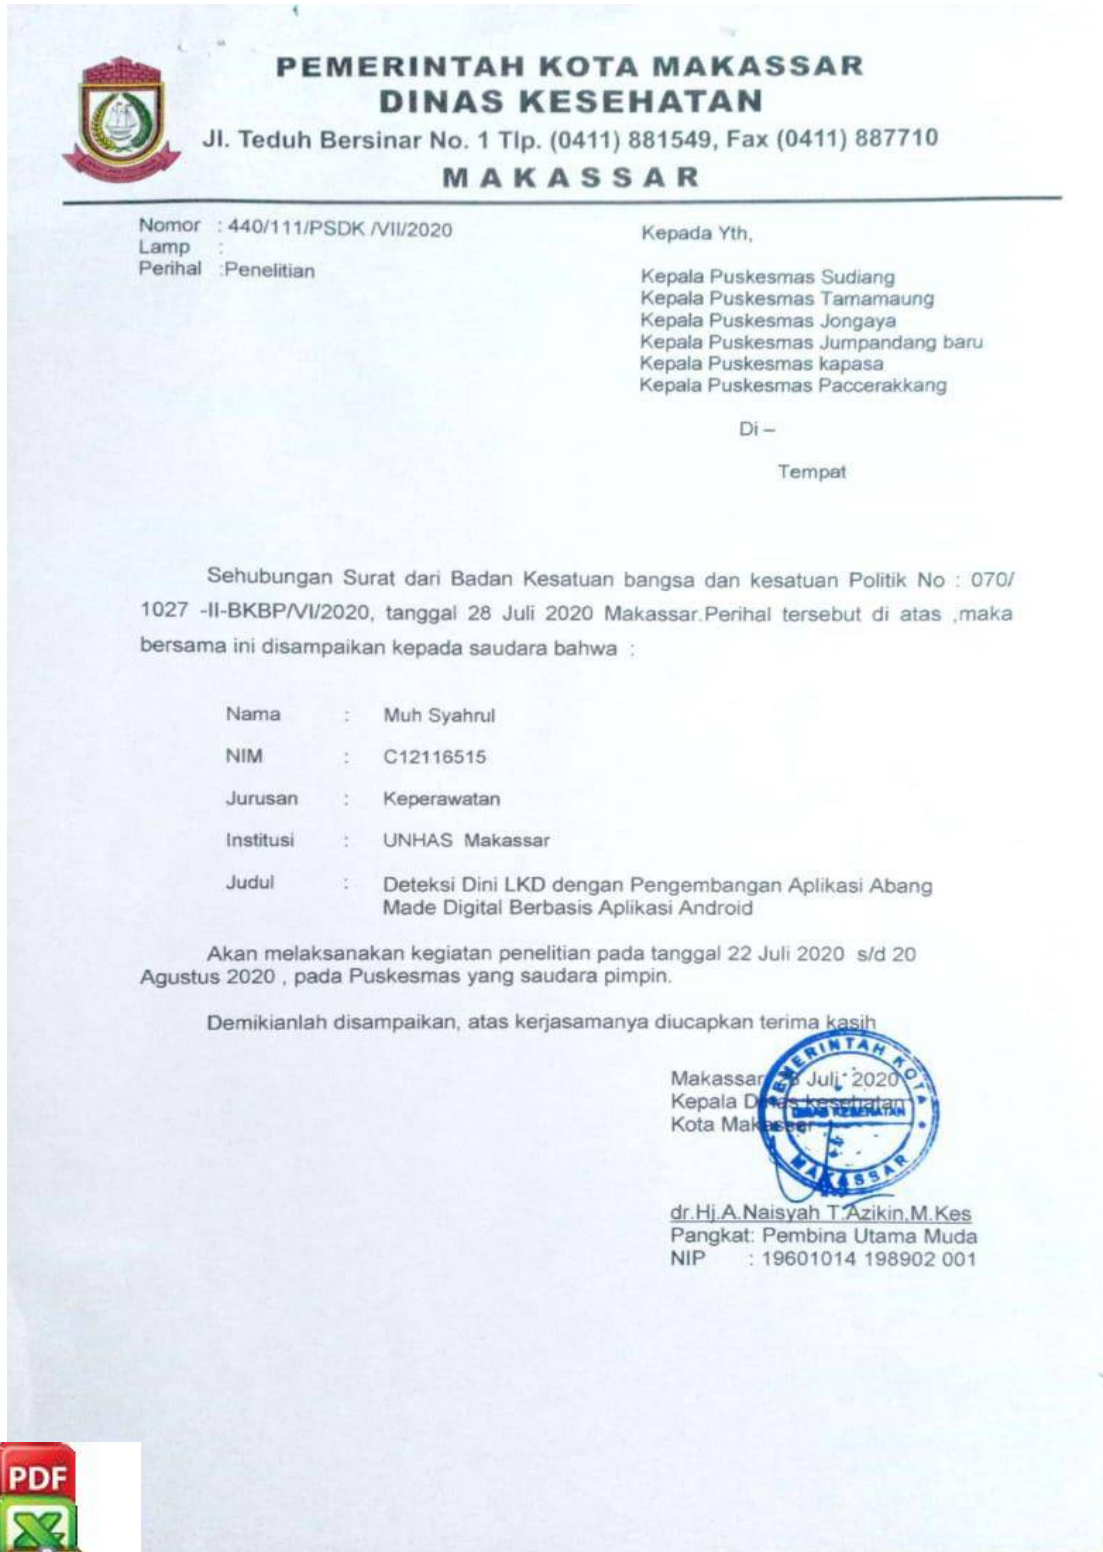 PEMERINTAH KOTA MAKASSAR
DINAS KESEHATAN
Jl. Teduh Bersinar No. 1 Tlp. (0411) 881549, Fax (0411) 887710
MAKASSAR
Nomor : 440/111/PSDK /VII/2020
Lamp :
Perihal :Penelitian
Kepada Yth,
Kepala Puskesmas Sudiang
Kepala Puskesmas Tamamaung
Kepala Puskesmas Jongaya
Kepala Puskesmas Jumpandang baru
Kepala Puskesmas kapasa
Kepala Puskesmas Paccerakkang
Di –
Tempat
Sehubungan Surat dari Badan Kesatuan bangsa dan kesatuan Politik No : 070/
1027 -II-BKBP/VI/2020, tanggal 28 Juli 2020 Makassar.Perihal tersebut di atas ,maka
bersama ini disampaikan kepada saudara bahwa :
Nama : Muh Syahrul
NIM : C12116515
Jurusan : Keperawatan
Institusi : UNHAS Makassar
Judul : Deteksi Dini LKD dengan Pengembangan Aplikasi Abang
Made Digital Berbasis Aplikasi Android
Akan melaksanakan kegiatan penelitian pada tanggal 22 Juli 2020 s/d 20
Agustus 2020 , pada Puskesmas yang saudara pimpin.
Demikianlah disampaikan, atas kerjasamanya diucapkan terima kasih
Makassar Juli 2020
Kepala Dinas kesehatan
Kota Makassar
PEMERINTAH KOTA
DINAS KESEHATAN
MAKASSAR
dr.Hj.A.Naisyah T.Azikin.M.Kes
Pangkat: Pembina Utama Muda
NIP : 19601014 198902 001
PDF